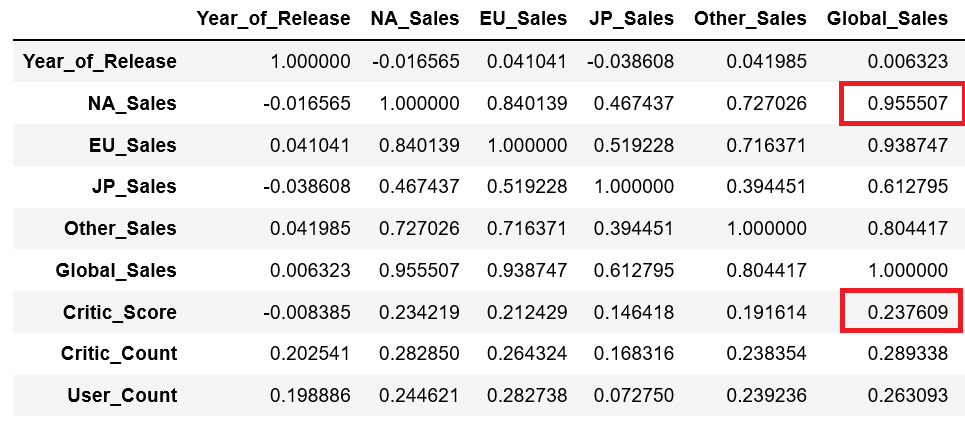 Year_of_Release NA_Sales EU_Sales JP_Sales Other_Sales Global_Sales
Year_of_Release 1.000000 -0.016565 0.041041 -0.038608 0.041985 0.006323
NA_Sales -0.016565 1.000000 0.840139 0.467437 0.727026 0.955507
EU_Sales 0.041041 0.840139 1.000000 0.519228 0.716371 0.938747
JP_Sales -0.038608 0.467437 0.519228 1.000000 0.394451 0.612795
Other_Sales 0.041985 0.727026 0.716371 0.394451 1.000000 0.804417
Global_Sales 0.006323 0.955507 0.938747 0.612795 0.804417 1.000000
Critic_Score -0.008385 0.234219 0.212429 0.146418 0.191614 0.237609
Critic_Count 0.202541 0.282850 0.264324 0.168316 0.238354 0.289338
User_Count 0.198886 0.244621 0.282738 0.072750 0.239236 0.263093